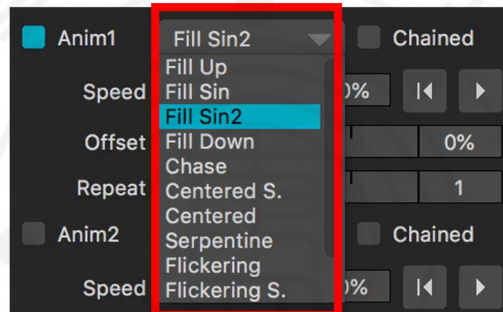 Anim1 Fill Sin2 Chained
Fill Up
Speed Fill Sin 0%
Fill Sin2
Offset Fill Down 0%
Chase
Repeat Centered S. 1
Centered
Anim2 Serpentine Chained
Flickering
Speed Flickering S. 0%